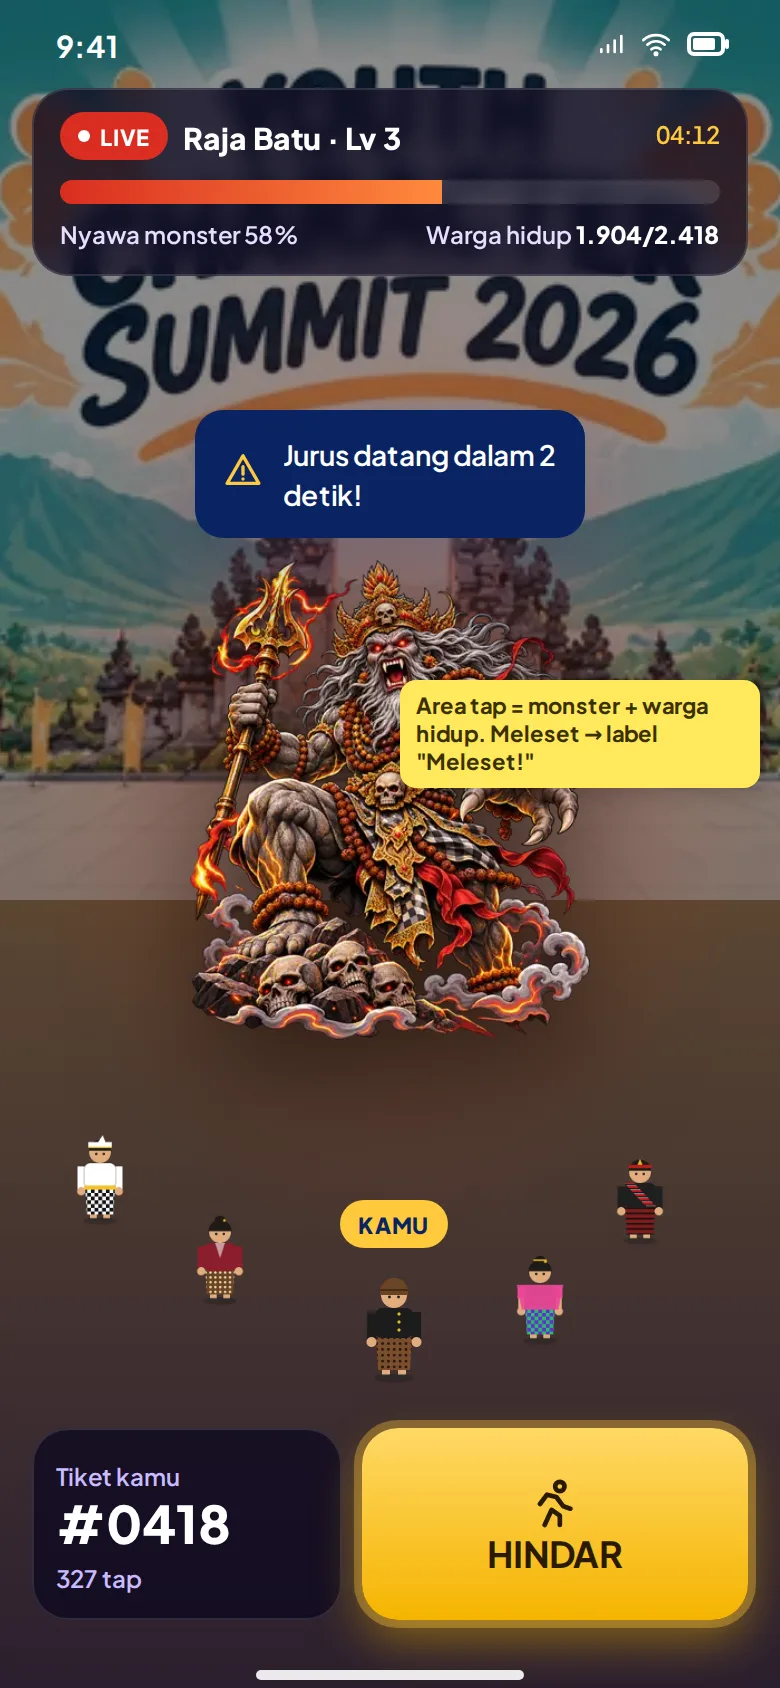 9:41
YOUTH
LIVE
Raja Batu · Lv 3
04:12
Nyawa monster 58%
Warga hidup 1.904/2.418
SUMMIT 2026
Jurus datang dalam 2
detik!
Area tap = monster + warga
hidup. Meleset → label
"Meleset!"
KAMU
Tiket kamu
#0418
327 tap
HINDAR